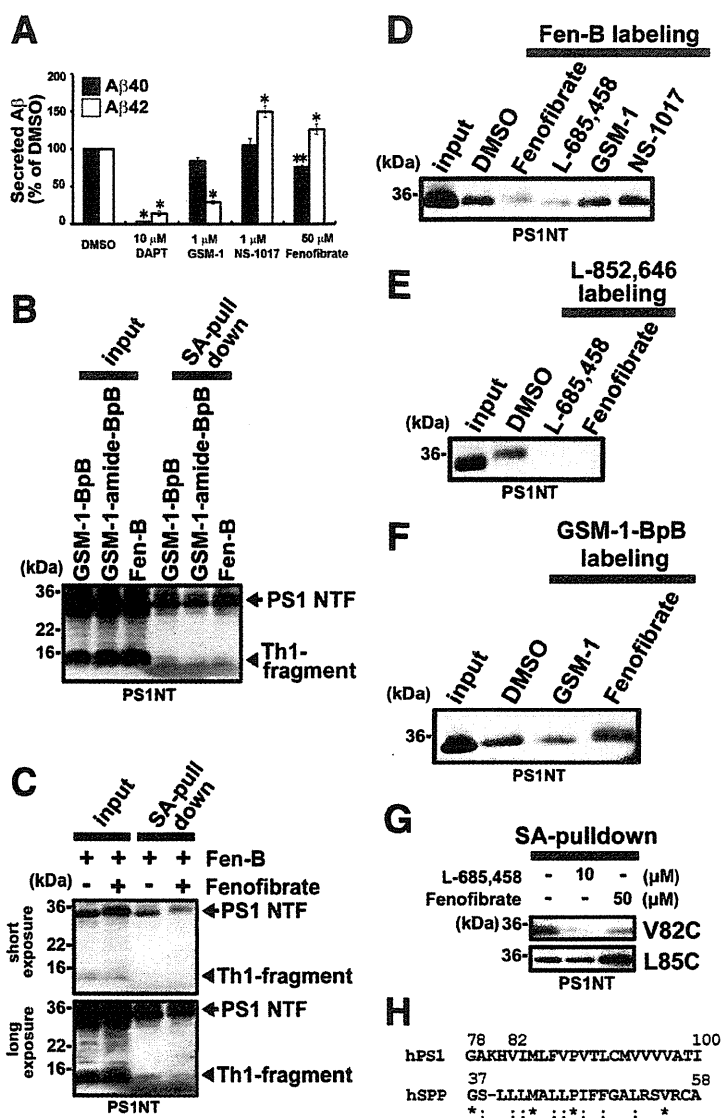 A
Secreted Aβ
(% of DMSO)
200
150
100
50
0
Aβ40
Aβ42
*
*
*
*
**
*
DMSO
10 µM
DAPT
1 µM
GSM-1
1 µM
NS-1017
50 µM
Fenofibrate
B
input
SA-pull
down
GSM-1-BpB
GSM-1-amide-BpB
Fen-B
GSM-1-BpB
GSM-1-amide-BpB
Fen-B
(kDa)
36-
22-
16-
PS1 NTF
Th1-
fragment
PS1NT
C
input
SA-pull
down
+ + + + Fen-B
- + - + Fenofibrate
(kDa)
short
exposure
36-
22-
16-
PS1 NTF
Th1-fragment
long
exposure
36-
22-
16-
PS1 NTF
Th1-fragment
PS1NT
D
Fen-B labeling
input
DMSO
Fenofibrate
L-685,458
GSM-1
NS-1017
(kDa)
36-
PS1NT
E
L-852,646
labeling
input
DMSO
L-685,458
Fenofibrate
(kDa)
36-
PS1NT
F
GSM-1-BpB
labeling
input
DMSO
GSM-1
Fenofibrate
(kDa)
36-
PS1NT
G
SA-pulldown
L-685,458 - 10 - (µM)
Fenofibrate - - 50 (µM)
(kDa) 36- V82C
36- L85C
PS1NT
H
78 82 100
hPS1 GAKHVIMLFVPVTLCMVVVVATI
37 58
hSPP GS-LLLMALLPIFFGALRSVRCA
*: ::*::*: : : *